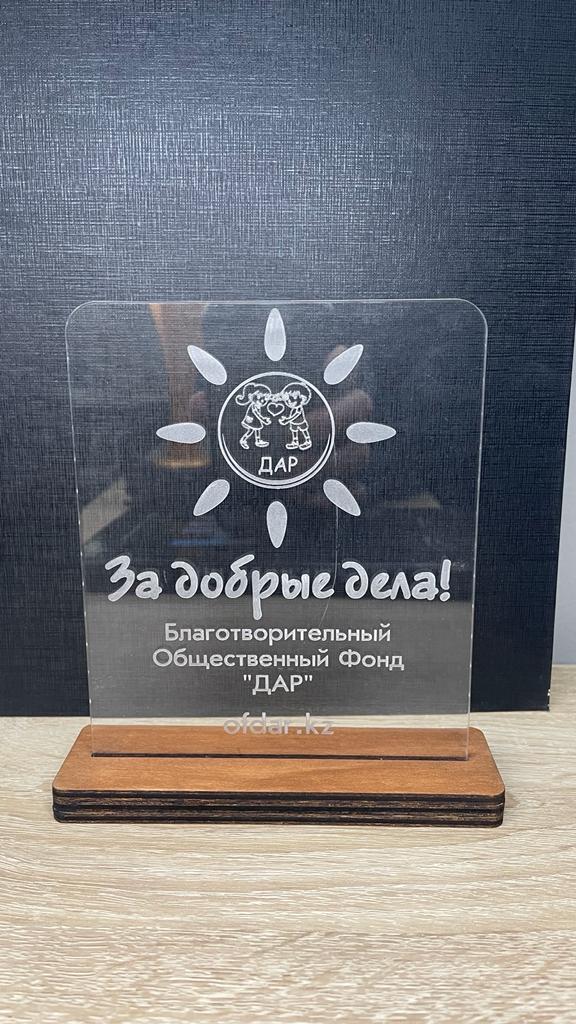 ДАР
За добрые дела!
Благотворительный
Общественный Фонд
"ДАР"
ofdar.kz